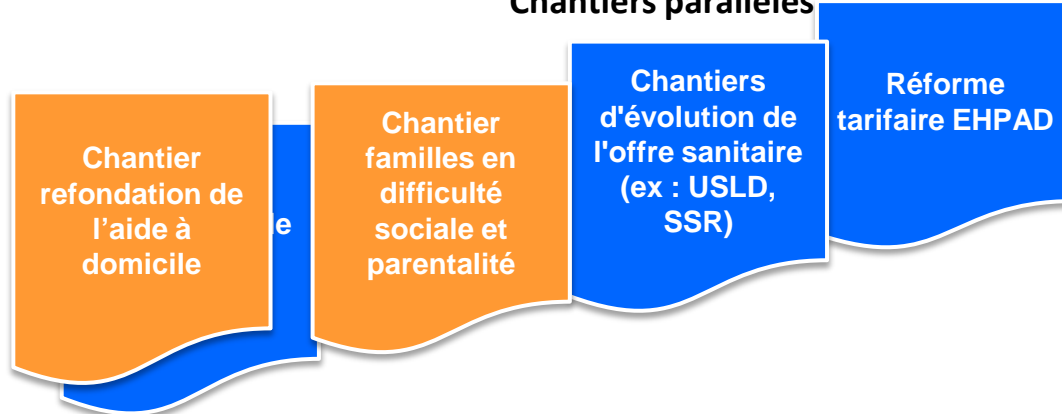 Chantiers parallèles
Chantier
refondation de
l’aide à
domicile
Chantier
familles en
difficulté
sociale et
parentalité
Chantiers
d'évolution de
l'offre sanitaire
(ex : USLD,
SSR)
Réforme
tarifaire EHPAD